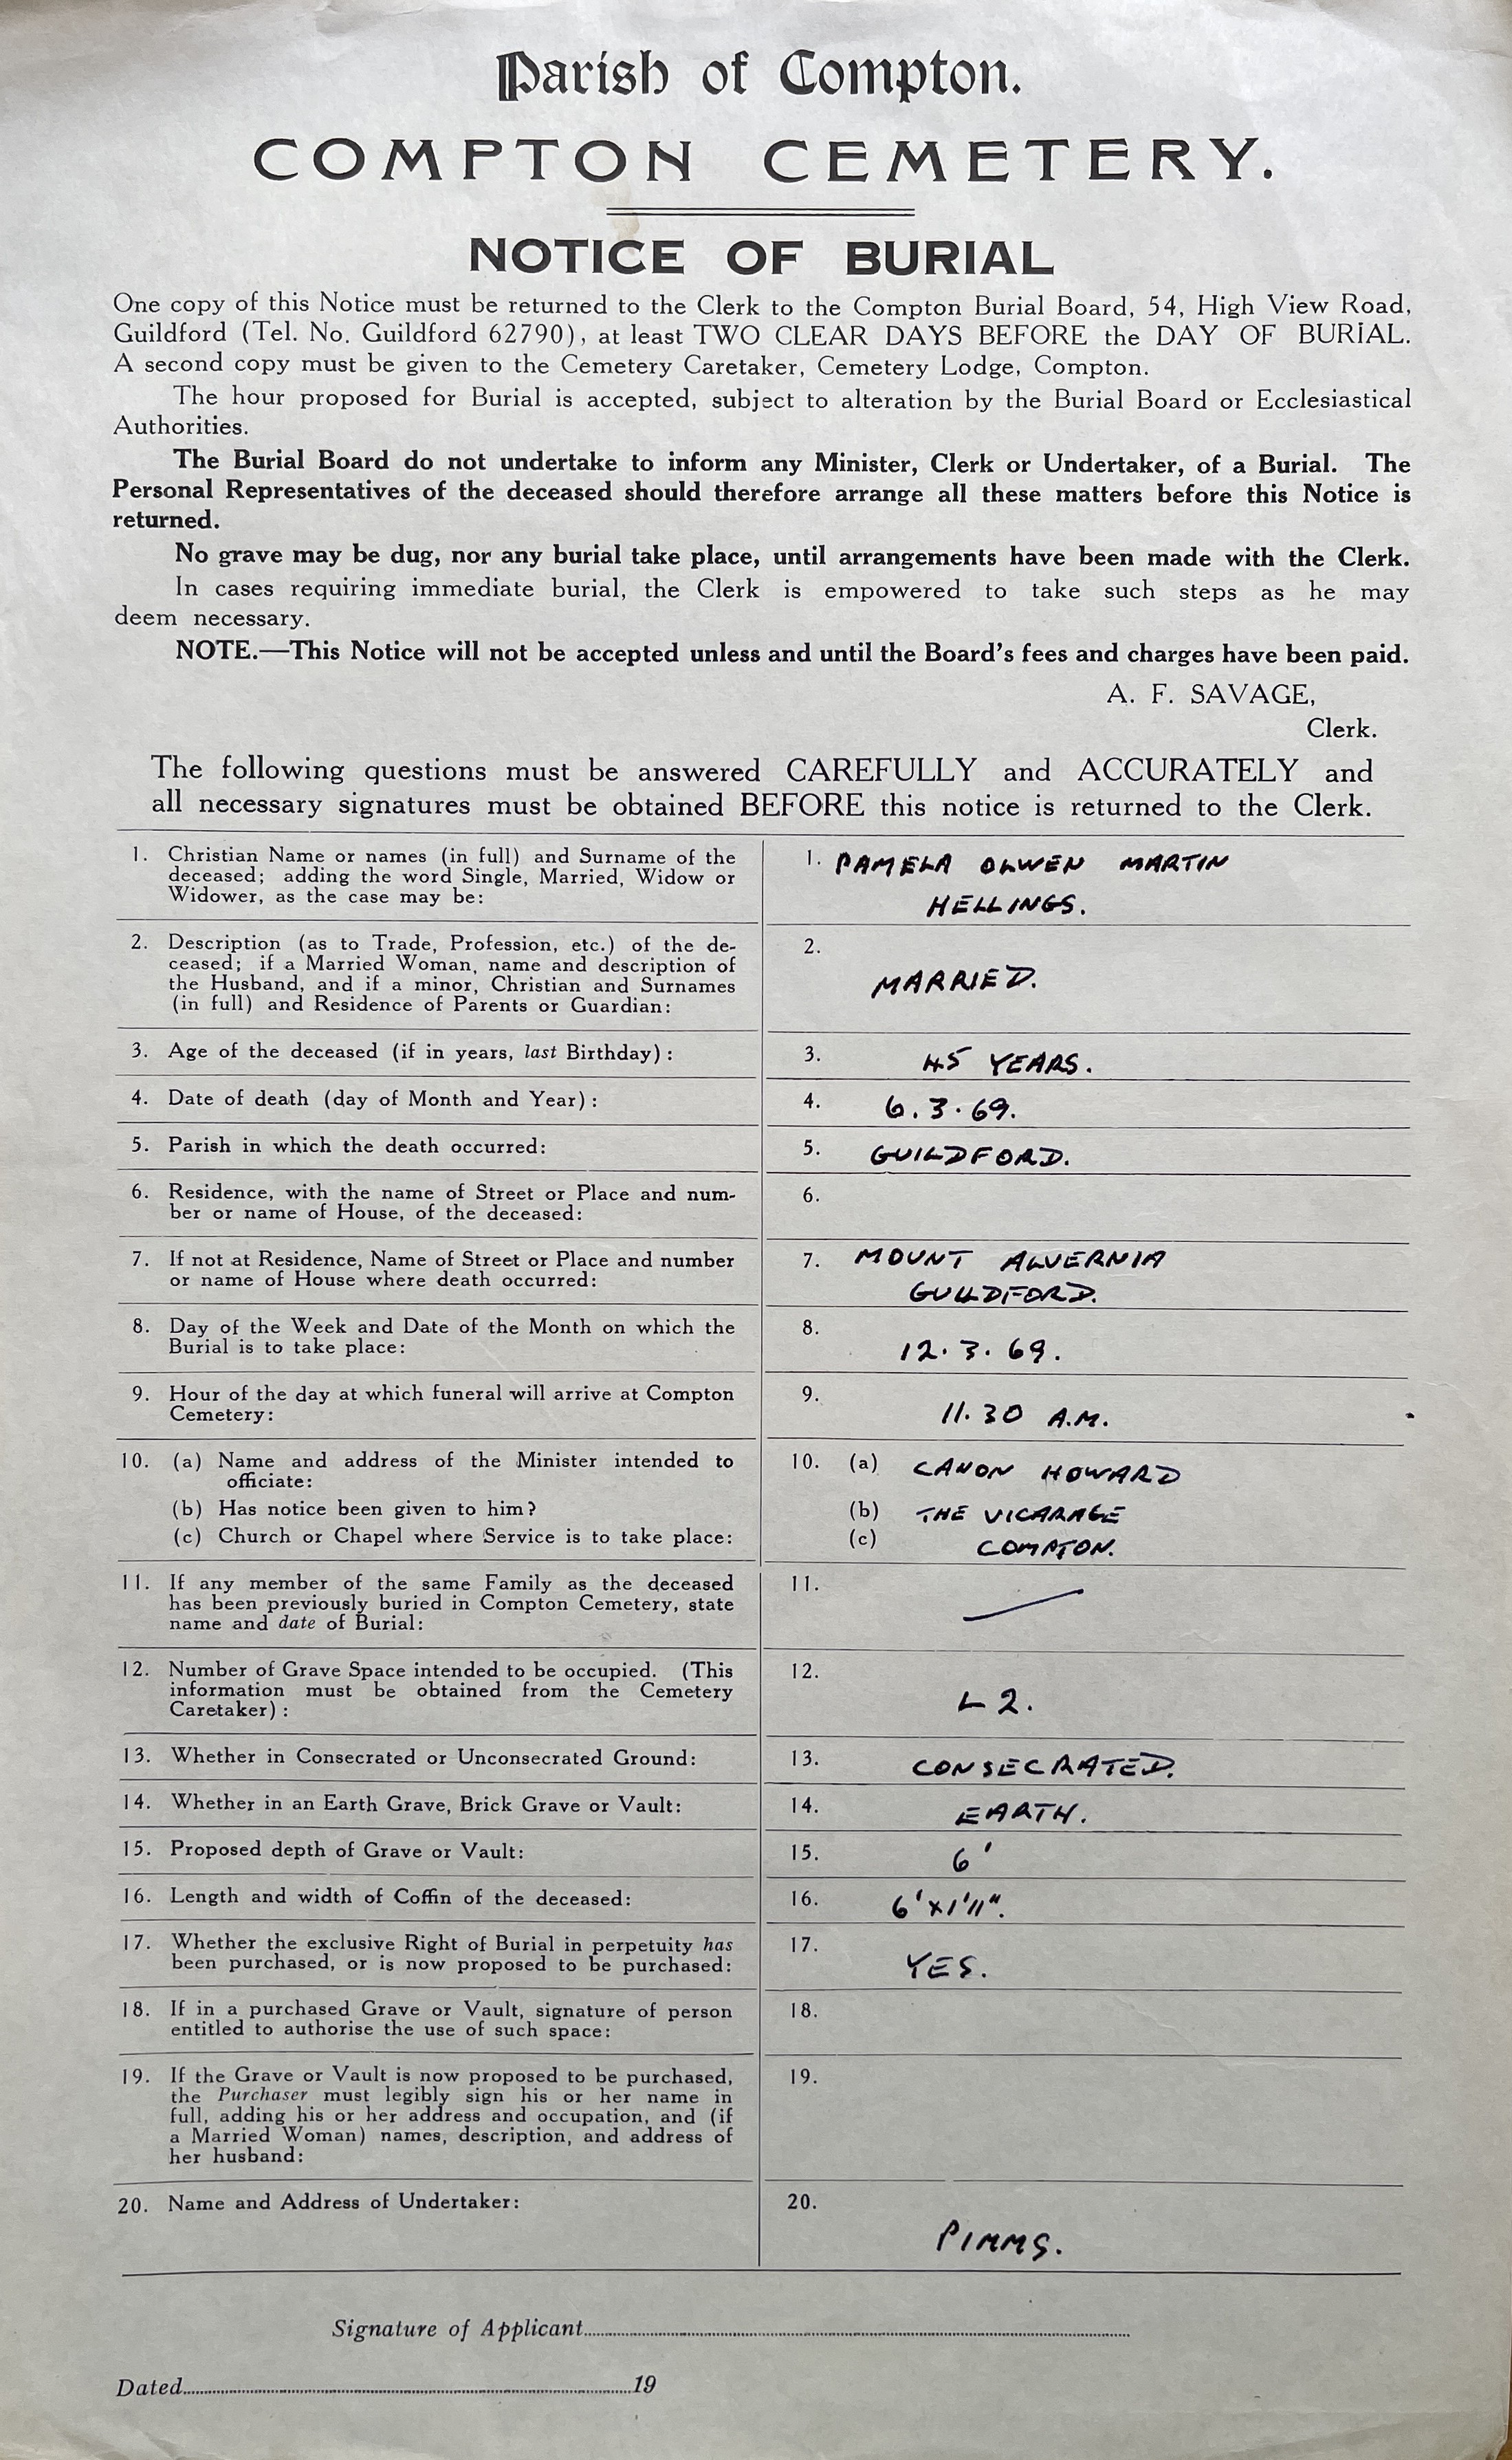 Parish of Compton.
COMPTON CEMETERY.
NOTICE OF BURIAL
One copy of this Notice must be returned to the Clerk to the Compton Burial Board, 54, High View Road,
Guildford (Tel. No. Guildford 62790), at least TWO CLEAR DAYS BEFORE the DAY OF BURIAL.
A second copy must be given to the Cemetery Caretaker, Cemetery Lodge, Compton.
The hour proposed for Burial is accepted, subject to alteration by the Burial Board or Ecclesiastical
Authorities.
The Burial Board do not undertake to inform any Minister, Clerk or Undertaker, of a Burial. The
Personal Representatives of the deceased should therefore arrange all these matters before this Notice is
returned.
No grave may be dug, nor any burial take place, until arrangements have been made with the Clerk.
In cases requiring immediate burial, the Clerk is empowered to take such steps as he may
deem necessary.
NOTE.—This Notice will not be accepted unless and until the Board's fees and charges have been paid.
A. F. SAVAGE,
Clerk.
The following questions must be answered CAREFULLY and ACCURATELY and
all necessary signatures must be obtained BEFORE this notice is returned to the Clerk.
1. Christian Name or names (in full) and Surname of the
deceased; adding the word Single, Married, Widow or
Widower, as the case may be:
1. PAMELA OLWEN MARTIN
HELLINGS.
2. Description (as to Trade, Profession, etc.) of the de-
ceased; if a Married Woman, name and description of
the Husband, and if a minor, Christian and Surnames
(in full) and Residence of Parents or Guardian:
2.
MARRIED.
3. Age of the deceased (if in years, last Birthday):
3. 45 YEARS.
4. Date of death (day of Month and Year):
4. 6.3.69.
5. Parish in which the death occurred:
5. GUILDFORD.
6. Residence, with the name of Street or Place and num-
ber or name of House, of the deceased:
6.
7. If not at Residence, Name of Street or Place and number
or name of House where death occurred:
7. MOUNT ALVERNIA
GUILDFORD.
8. Day of the Week and Date of the Month on which the
Burial is to take place:
8.
12.3.69.
9. Hour of the day at which funeral will arrive at Compton
Cemetery:
9.
11.30 A.M.
10. (a) Name and address of the Minister intended to
officiate:
(b) Has notice been given to him?
(c) Church or Chapel where Service is to take place:
10. (a) CANON HOWARD
(b) THE VICARAGE
(c) COMPTON.
11. If any member of the same Family as the deceased
has been previously buried in Compton Cemetery, state
name and date of Burial:
11.
12. Number of Grave Space intended to be occupied. (This
information must be obtained from the Cemetery
Caretaker):
12.
L 2.
13. Whether in Consecrated or Unconsecrated Ground:
13. CONSECRATED.
14. Whether in an Earth Grave, Brick Grave or Vault:
14. EARTH.
15. Proposed depth of Grave or Vault:
15. 6'
16. Length and width of Coffin of the deceased:
16. 6'x1'11".
17. Whether the exclusive Right of Burial in perpetuity has
been purchased, or is now proposed to be purchased:
17.
YES.
18. If in a purchased Grave or Vault, signature of person
entitled to authorise the use of such space:
18.
19. If the Grave or Vault is now proposed to be purchased,
the Purchaser must legibly sign his or her name in
full, adding his or her address and occupation, and (if
a Married Woman) names, description, and address of
her husband:
19.
20. Name and Address of Undertaker:
20.
PIMMS.
Signature of Applicant
Dated 19